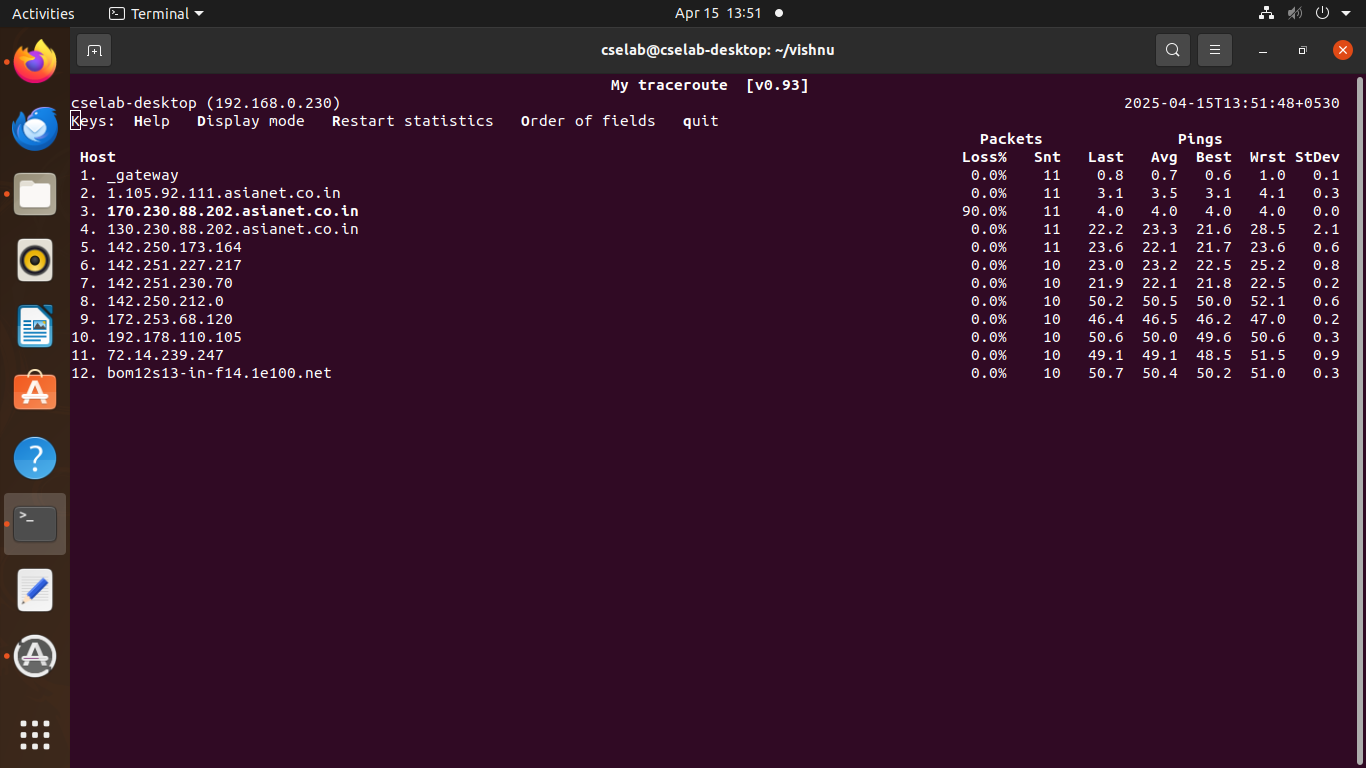 Activities Terminal Apr 15 13:51
cselab@cselab-desktop: ~/vishnu
My traceroute [v0.93]
cselab-desktop (192.168.0.230) 2025-04-15T13:51:48+0530
Keys: Help Display mode Restart statistics Order of fields quit
Packets Pings
Host Loss% Snt Last Avg Best Wrst StDev
1. _gateway 0.0% 11 0.8 0.7 0.6 1.0 0.1
2. 1.105.92.111.asianet.co.in 0.0% 11 3.1 3.5 3.1 4.1 0.3
3. 170.230.88.202.asianet.co.in 90.0% 11 4.0 4.0 4.0 4.0 0.0
4. 130.230.88.202.asianet.co.in 0.0% 11 22.2 23.3 21.6 28.5 2.1
5. 142.250.173.164 0.0% 11 23.6 22.1 21.7 23.6 0.6
6. 142.251.227.217 0.0% 10 23.0 23.2 22.5 25.2 0.8
7. 142.251.230.70 0.0% 10 21.9 22.1 21.8 22.5 0.2
8. 142.250.212.0 0.0% 10 50.2 50.5 50.0 52.1 0.6
9. 172.253.68.120 0.0% 10 46.4 46.5 46.2 47.0 0.2
10. 192.178.110.105 0.0% 10 50.6 50.0 49.6 50.6 0.3
11. 72.14.239.247 0.0% 10 49.1 49.1 48.5 51.5 0.9
12. bom12s13-in-f14.1e100.net 0.0% 10 50.7 50.4 50.2 51.0 0.3